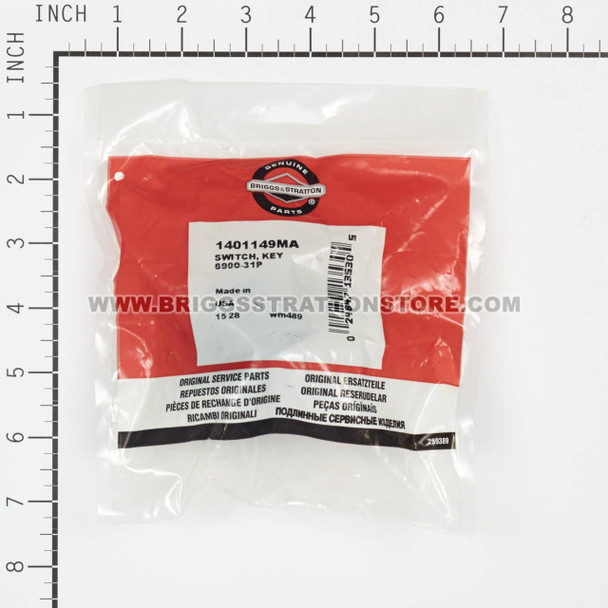 INCH 1 2 3 4 5 6 7 8
INCH
1
2
3
4
5
6
7
8
GENUINE
BRIGGS&STRATTON
PARTS ®
1401149MA
SWITCH, KEY
6900-31P
Made in
USA
15 28 wm489
WWW.BRIGGSSTRATTONSTORE.COM
ORIGINAL SERVICE PARTS
REPUESTOS ORIGINALES
PIÈCES DE RECHANGE D'ORIGINE
RICAMBI ORIGINALI
ORIGINAL ERSATZTEILE
ORIGINAL RESERUDELAR
PEÇAS ORIGINAIS
ПОДЛИННЫЕ СЕРВИСНЫЕ ИЗДЕЛИЯ